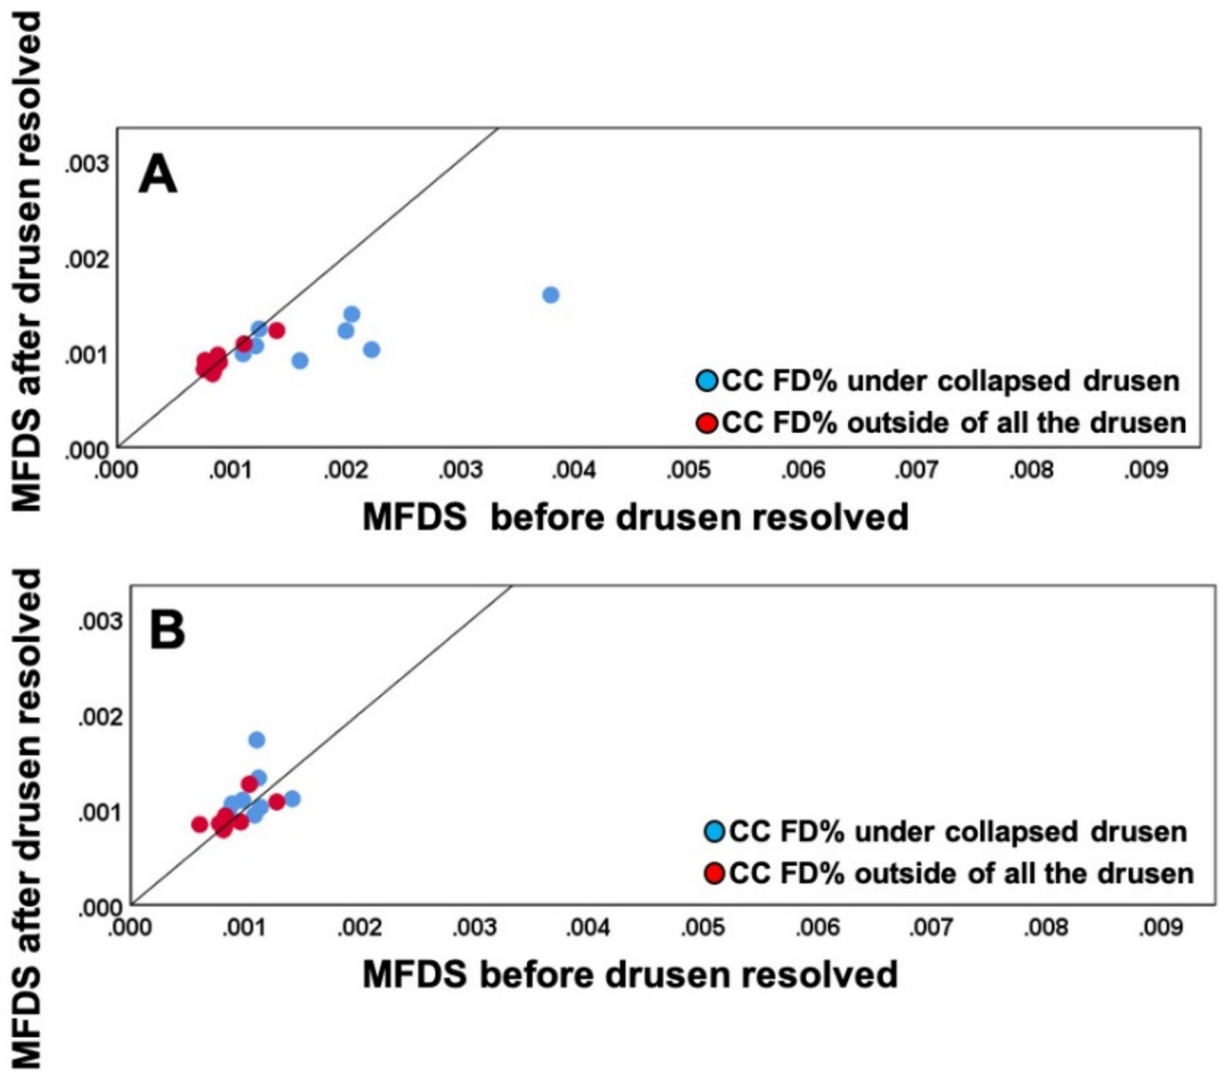 MFDS after drusen resolved
A
.003
.002
.001
.000
.000 .001 .002 .003 .004 .005 .006 .007 .008 .009
CC FD% under collapsed drusen
CC FD% outside of all the drusen
MFDS before drusen resolved
MFDS after drusen resolved
B
.003
.002
.001
.000
.000 .001 .002 .003 .004 .005 .006 .007 .008 .009
CC FD% under collapsed drusen
CC FD% outside of all the drusen
MFDS before drusen resolved